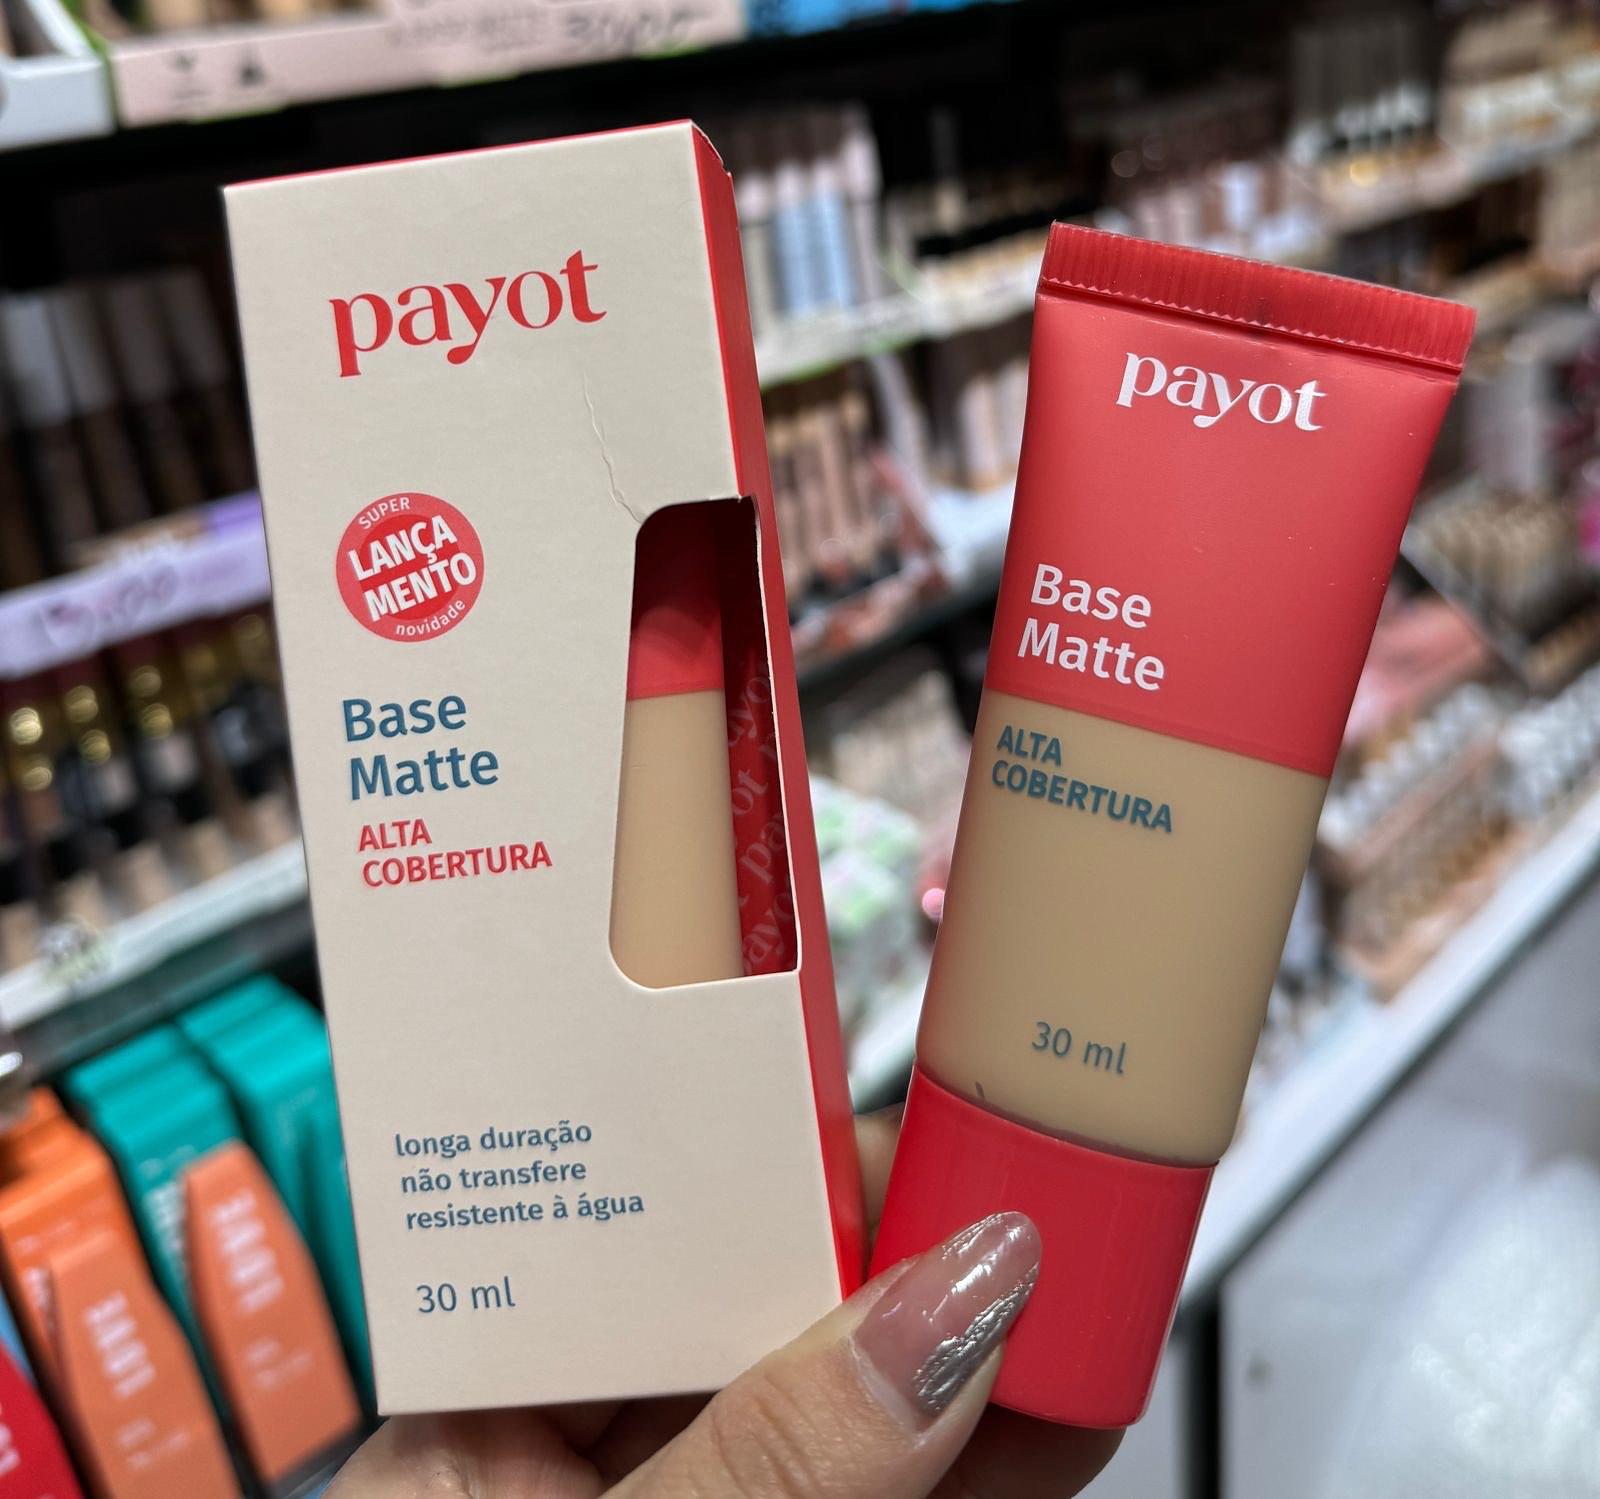 payot
SUPER
LANÇA
MENTO
novidade
Base
Matte
ALTA
COBERTURA
longa duração
não transfere
resistente à água
30 ml
payot
Base
Matte
ALTA
COBERTURA
30 ml